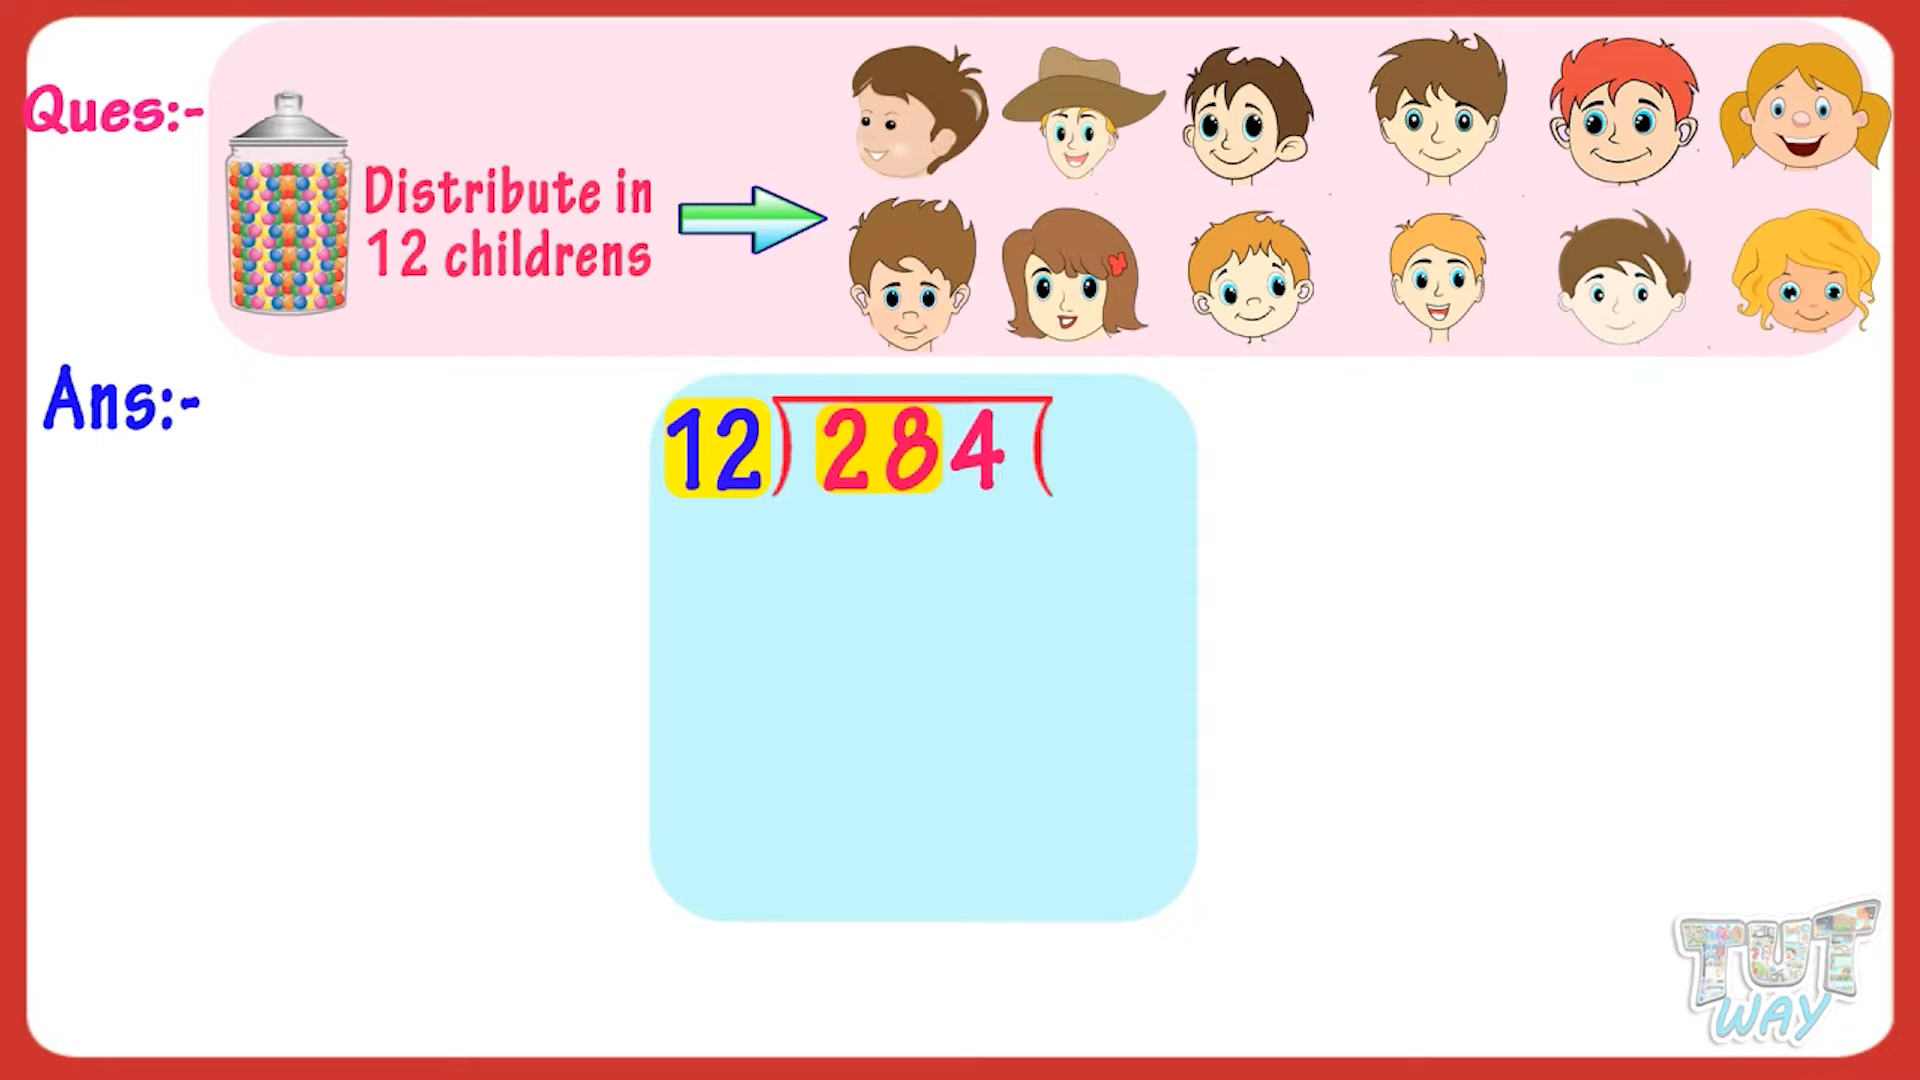 Ques:-
Distribute in
12 childrens
Ans:-
12) 284 (
TUT
WAY